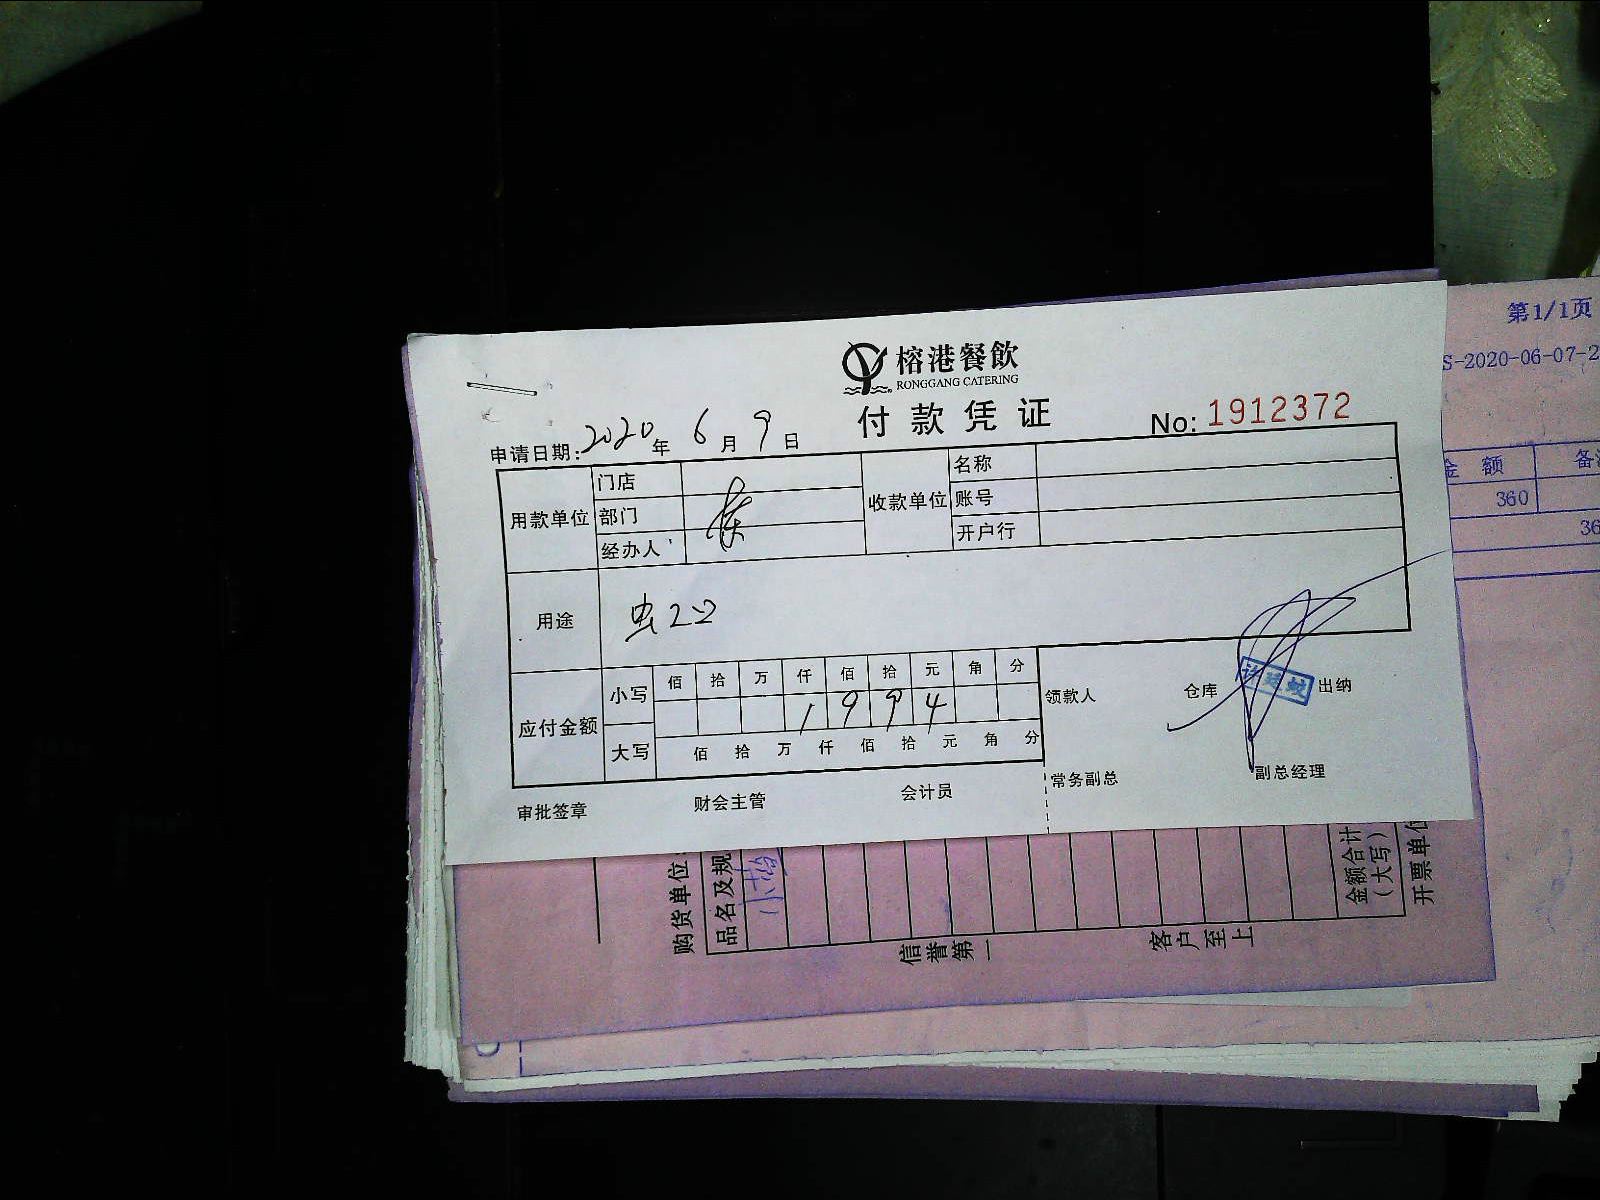 榕港餐飲
RONGGANG CATERING
付款凭证
No: 1912372
申请日期: 2020年 6月 9日
用款单位
门店
部门
经办人
收款单位
名称
账号
开户行
用途
应付金额
小写 佰 拾 万 仟 佰 拾 元 角 分
1 9 9 4
大写 佰 拾 万 仟 佰 拾 元 角 分
领款人 仓库 出纳
常务副总 副总经理
审批签章 财会主管 会计员
第1/1页
S-2020-06-07-2
金 额 备
360
36
购货单位
品名及规
金额合计
(大写)
开票单位
信誉第一
客户至上